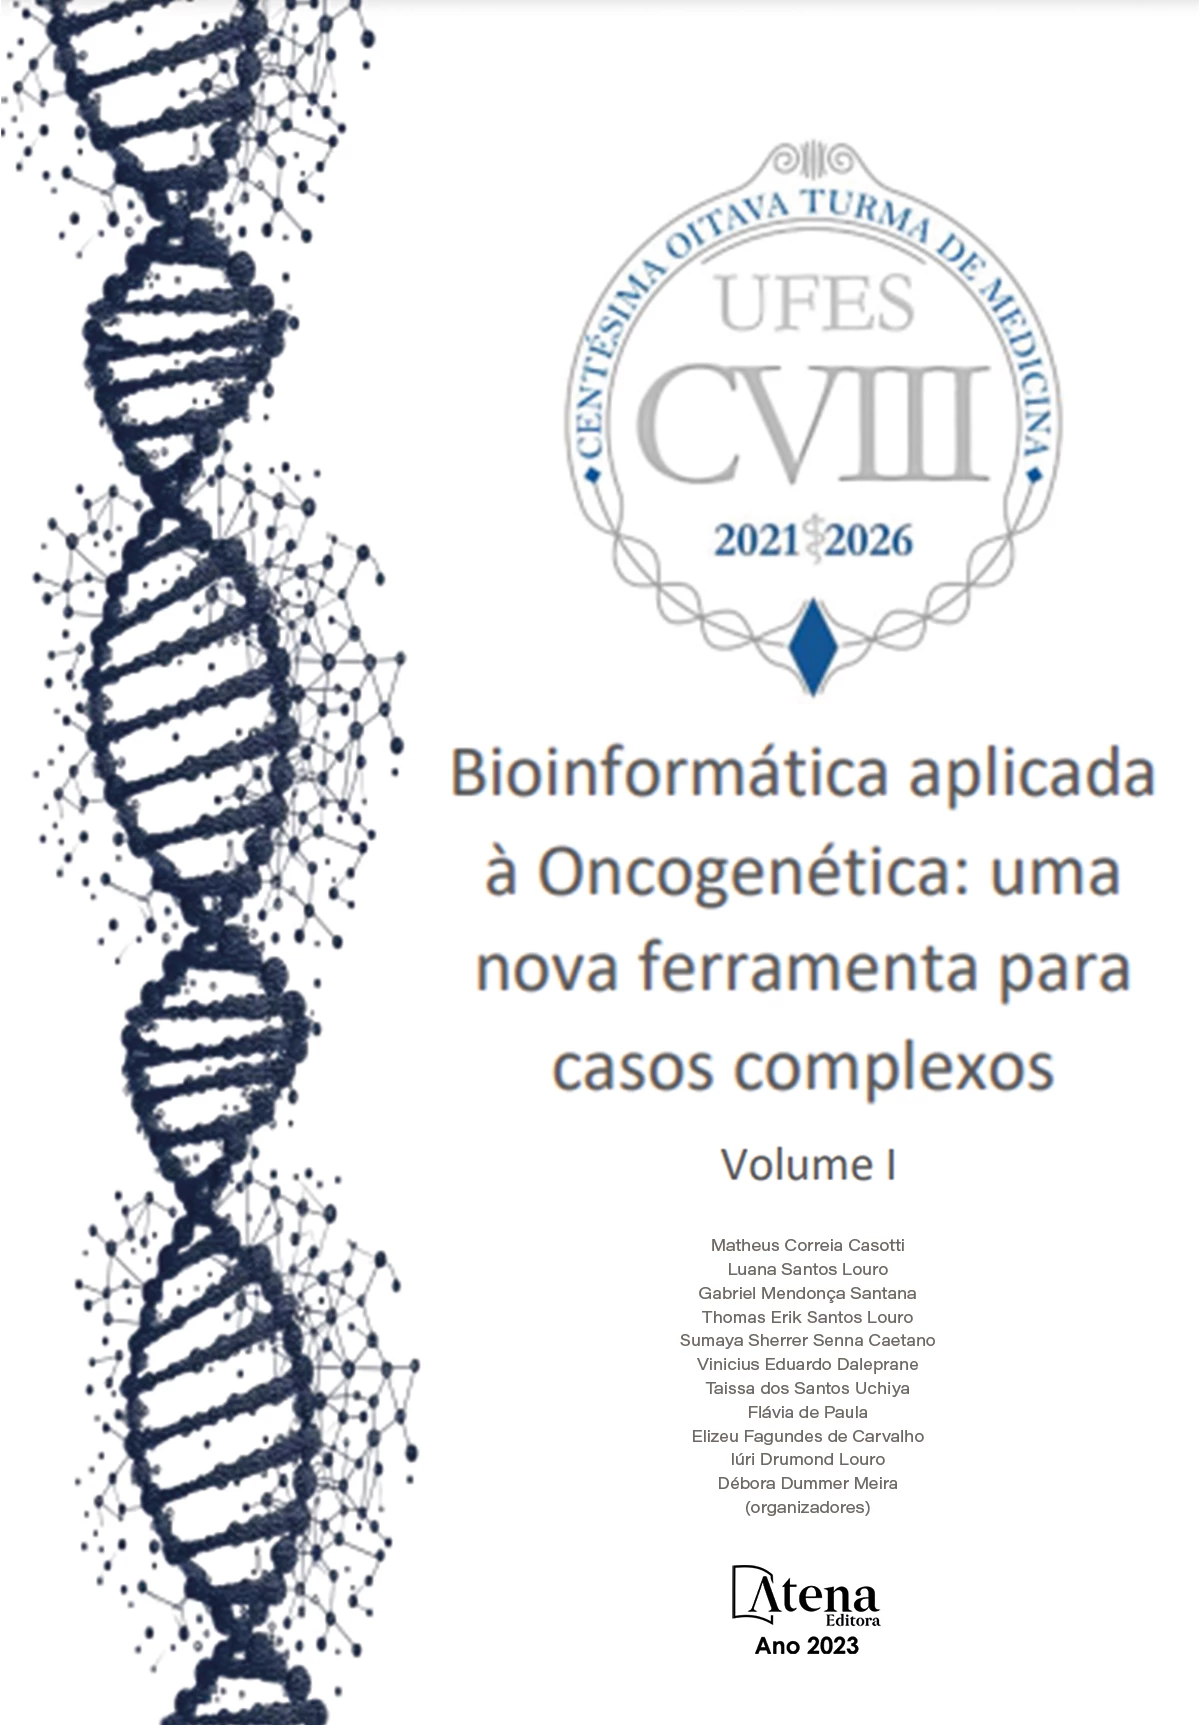 CENTÉSIMA OITAVA TURMA DE MEDICINA
UFES
CVIII
2021 2026
Bioinformática aplicada
à Oncogenética: uma
nova ferramenta para
casos complexos
Volume I
Matheus Correia Casotti
Luana Santos Louro
Gabriel Mendonça Santana
Thomas Erik Santos Louro
Sumaya Sherrer Senna Caetano
Vinicius Eduardo Daleprane
Taissa dos Santos Uchiya
Flávia de Paula
Elizeu Fagundes de Carvalho
Iúri Drumond Louro
Débora Dummer Meira
(organizadores)
Atena
Editora
Ano 2023